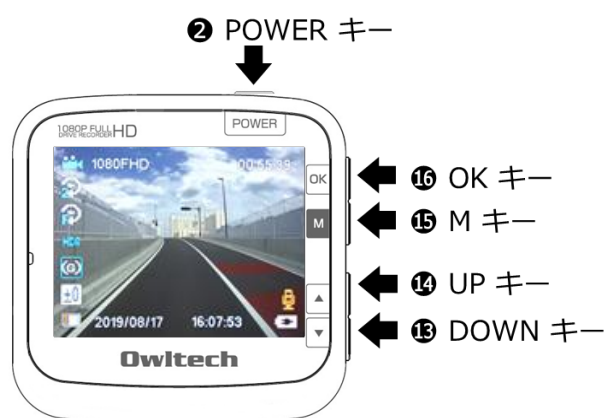 ❷ POWER キー
1080P FULL HD
DRIVE RECORDER
POWER
1080FHD
00:55:39
OK
M
⓰ OK キー
⓯ M キー
⓮ UP キー
⓭ DOWN キー
2019/08/17 16:07:53
Owltech